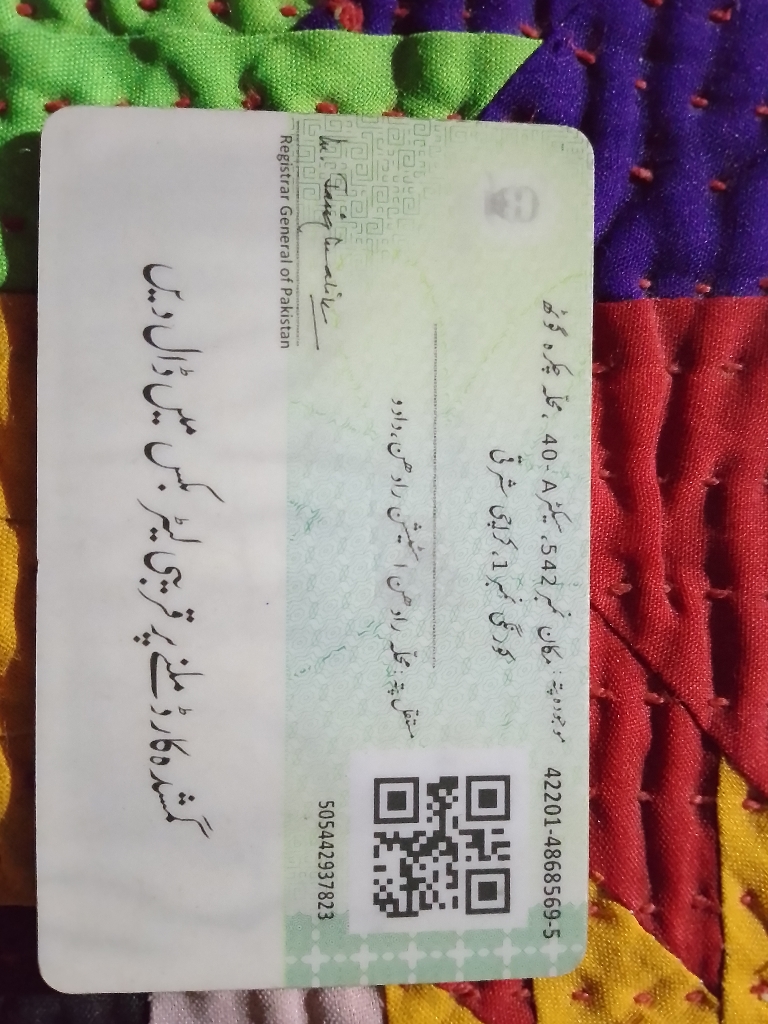 42201-4868569-5
موجودہ پتہ: مکان نمبر 542، سیکٹر 40-A، محلہ چکرہ گوٹھ
کورنگی نمبر 1، کراچی شرقی
مستقل پتہ: محلہ رادھن اسٹیشن رادھن، دادو
505442937823
Registrar General of Pakistan
گمشدہ کارڈ ملنے پر قریبی لیٹر بکس میں ڈال دیں